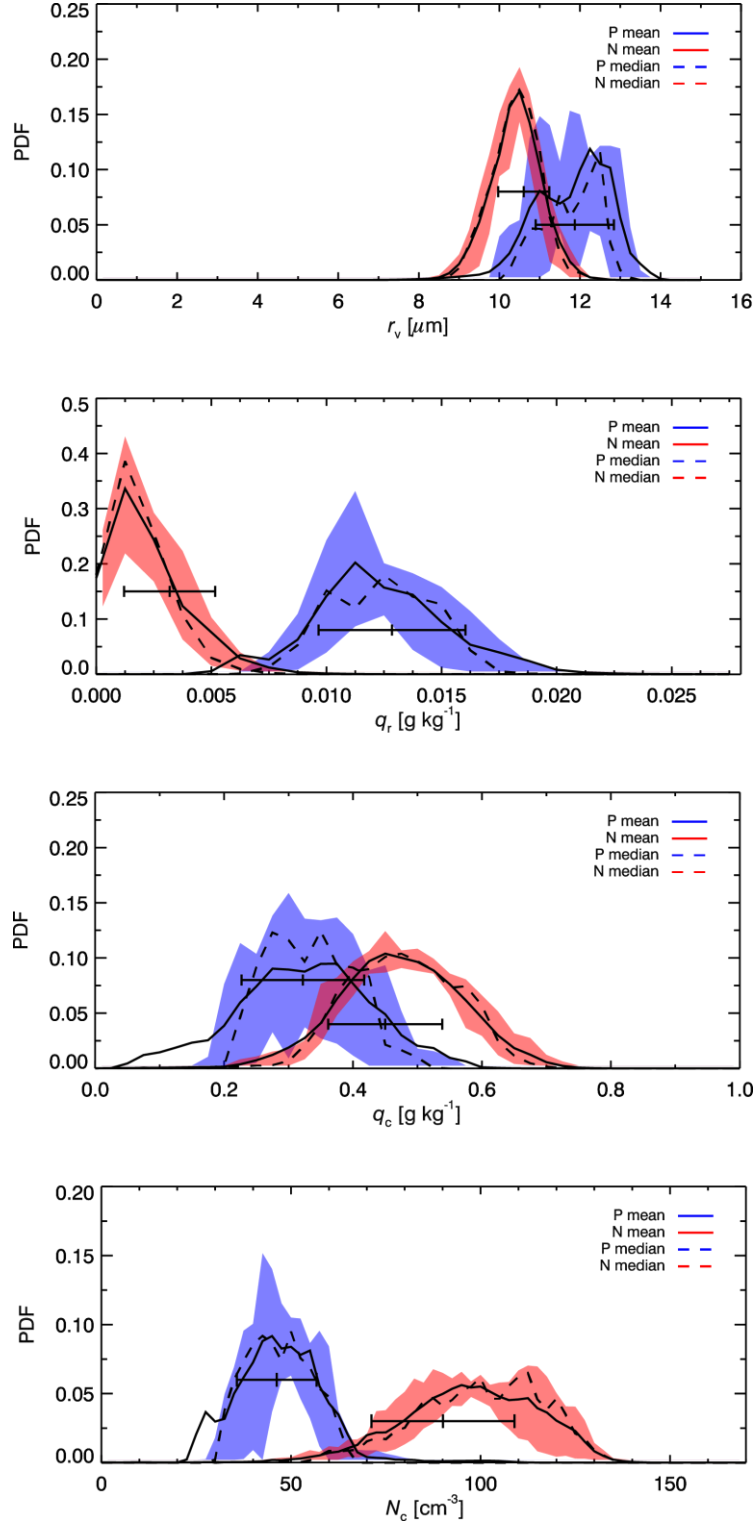 0.25
0.20
0.15
0.10
0.05
0.00
PDF
P mean
N mean
P median
N median
0 2 4 6 8 10 12 14 16
r_v [μm]
0.5
0.4
0.3
0.2
0.1
0.0
PDF
P mean
N mean
P median
N median
0.000 0.005 0.010 0.015 0.020 0.025
q_r [g kg⁻¹]
0.25
0.20
0.15
0.10
0.05
0.00
PDF
P mean
N mean
P median
N median
0.0 0.2 0.4 0.6 0.8 1.0
q_c [g kg⁻¹]
0.20
0.15
0.10
0.05
0.00
PDF
P mean
N mean
P median
N median
0 50 100 150
N_c [cm⁻³]